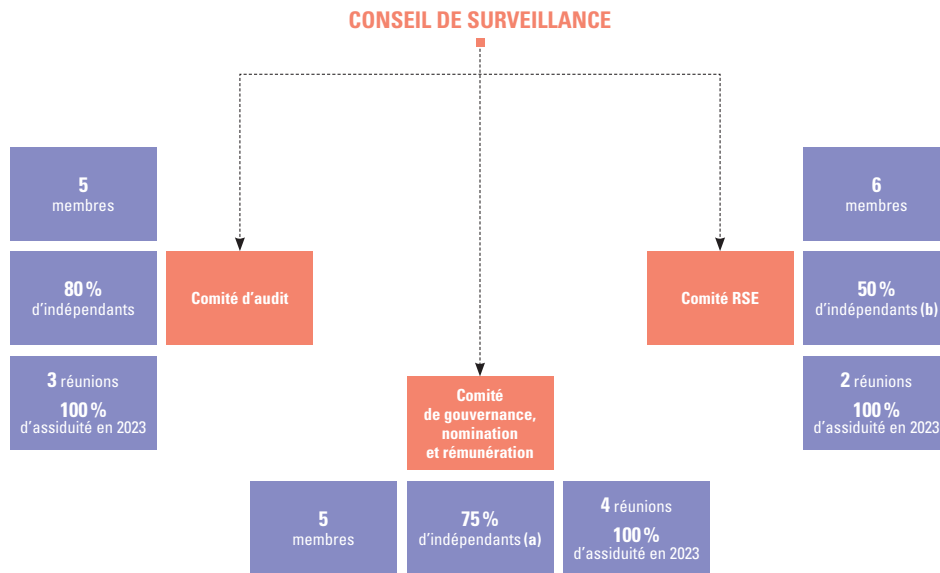 CONSEIL DE SURVEILLANCE
5
membres
80 %
d'indépendants
3 réunions
100 %
d'assiduité en 2023
Comité d'audit
Comité
de gouvernance,
nomination
et rémunération
5
membres
75 %
d'indépendants (a)
4 réunions
100 %
d'assiduité en 2023
Comité RSE
6
membres
50 %
d'indépendants (b)
2 réunions
100 %
d'assiduité en 2023